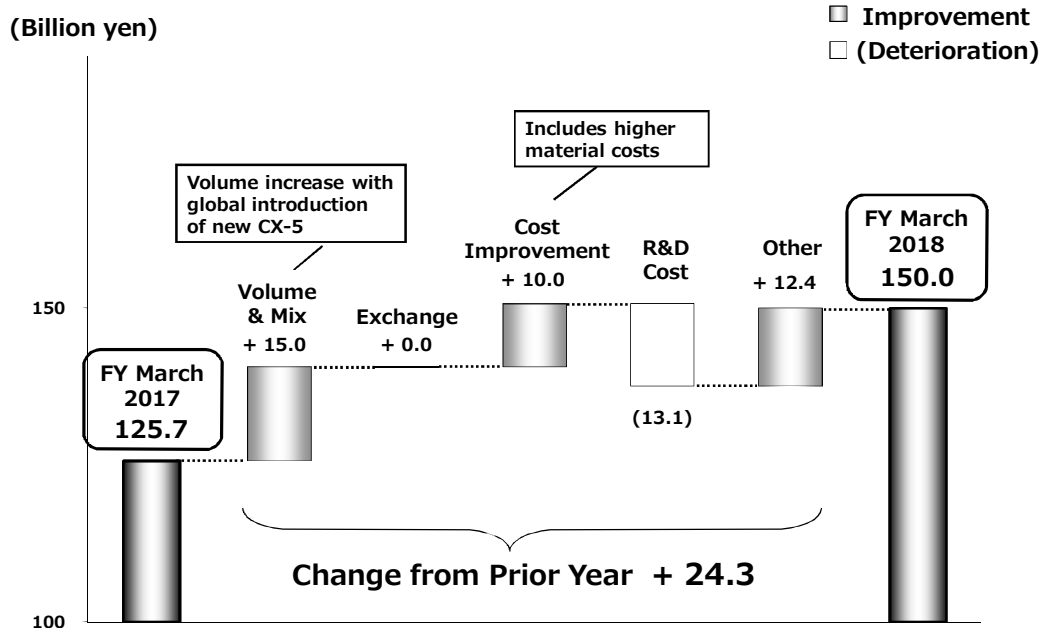 (Billion yen)
Improvement
(Deterioration)
Includes higher
material costs
Volume increase with
global introduction
of new CX-5
Cost
Improvement
+ 10.0
R&D
Cost
Other
+ 12.4
FY March
2018
150.0
150
Volume
& Mix
+ 15.0
Exchange
+ 0.0
FY March
2017
125.7
(13.1)
Change from Prior Year + 24.3
100